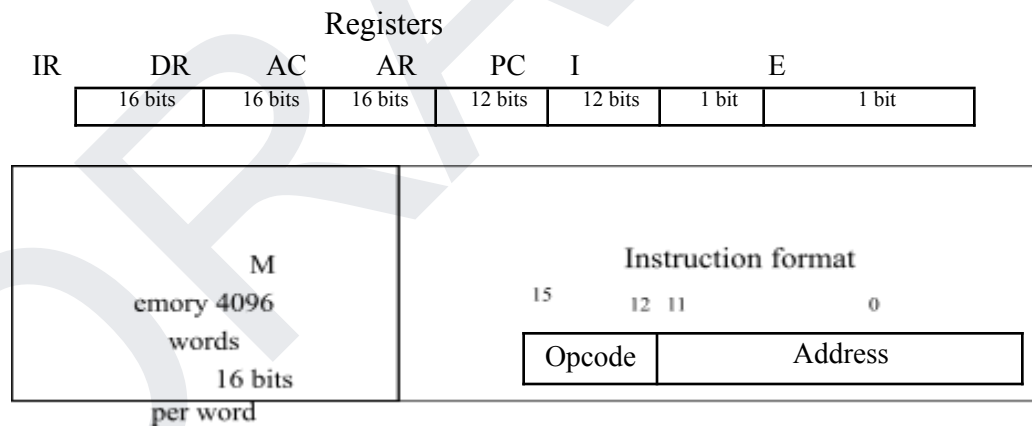 Registers
IR DR AC AR PC I E
16 bits 16 bits 16 bits 12 bits 12 bits 1 bit 1 bit
M
emory 4096
words
16 bits
per word
Instruction format
15 12 11 0
Opcode Address